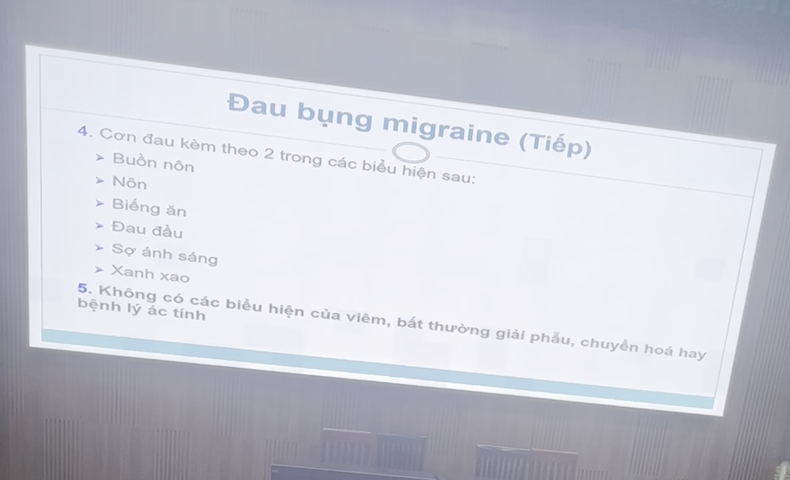 Đau bụng migraine (Tiếp)
4. Cơn đau kèm theo 2 trong các biểu hiện sau:
➢ Buồn nôn
➢ Nôn
➢ Biếng ăn
➢ Đau đầu
➢ Sợ ánh sáng
➢ Xanh xao
5. Không có các biểu hiện của viêm, bất thường giải phẫu, chuyển hoá hay
bệnh lý ác tính